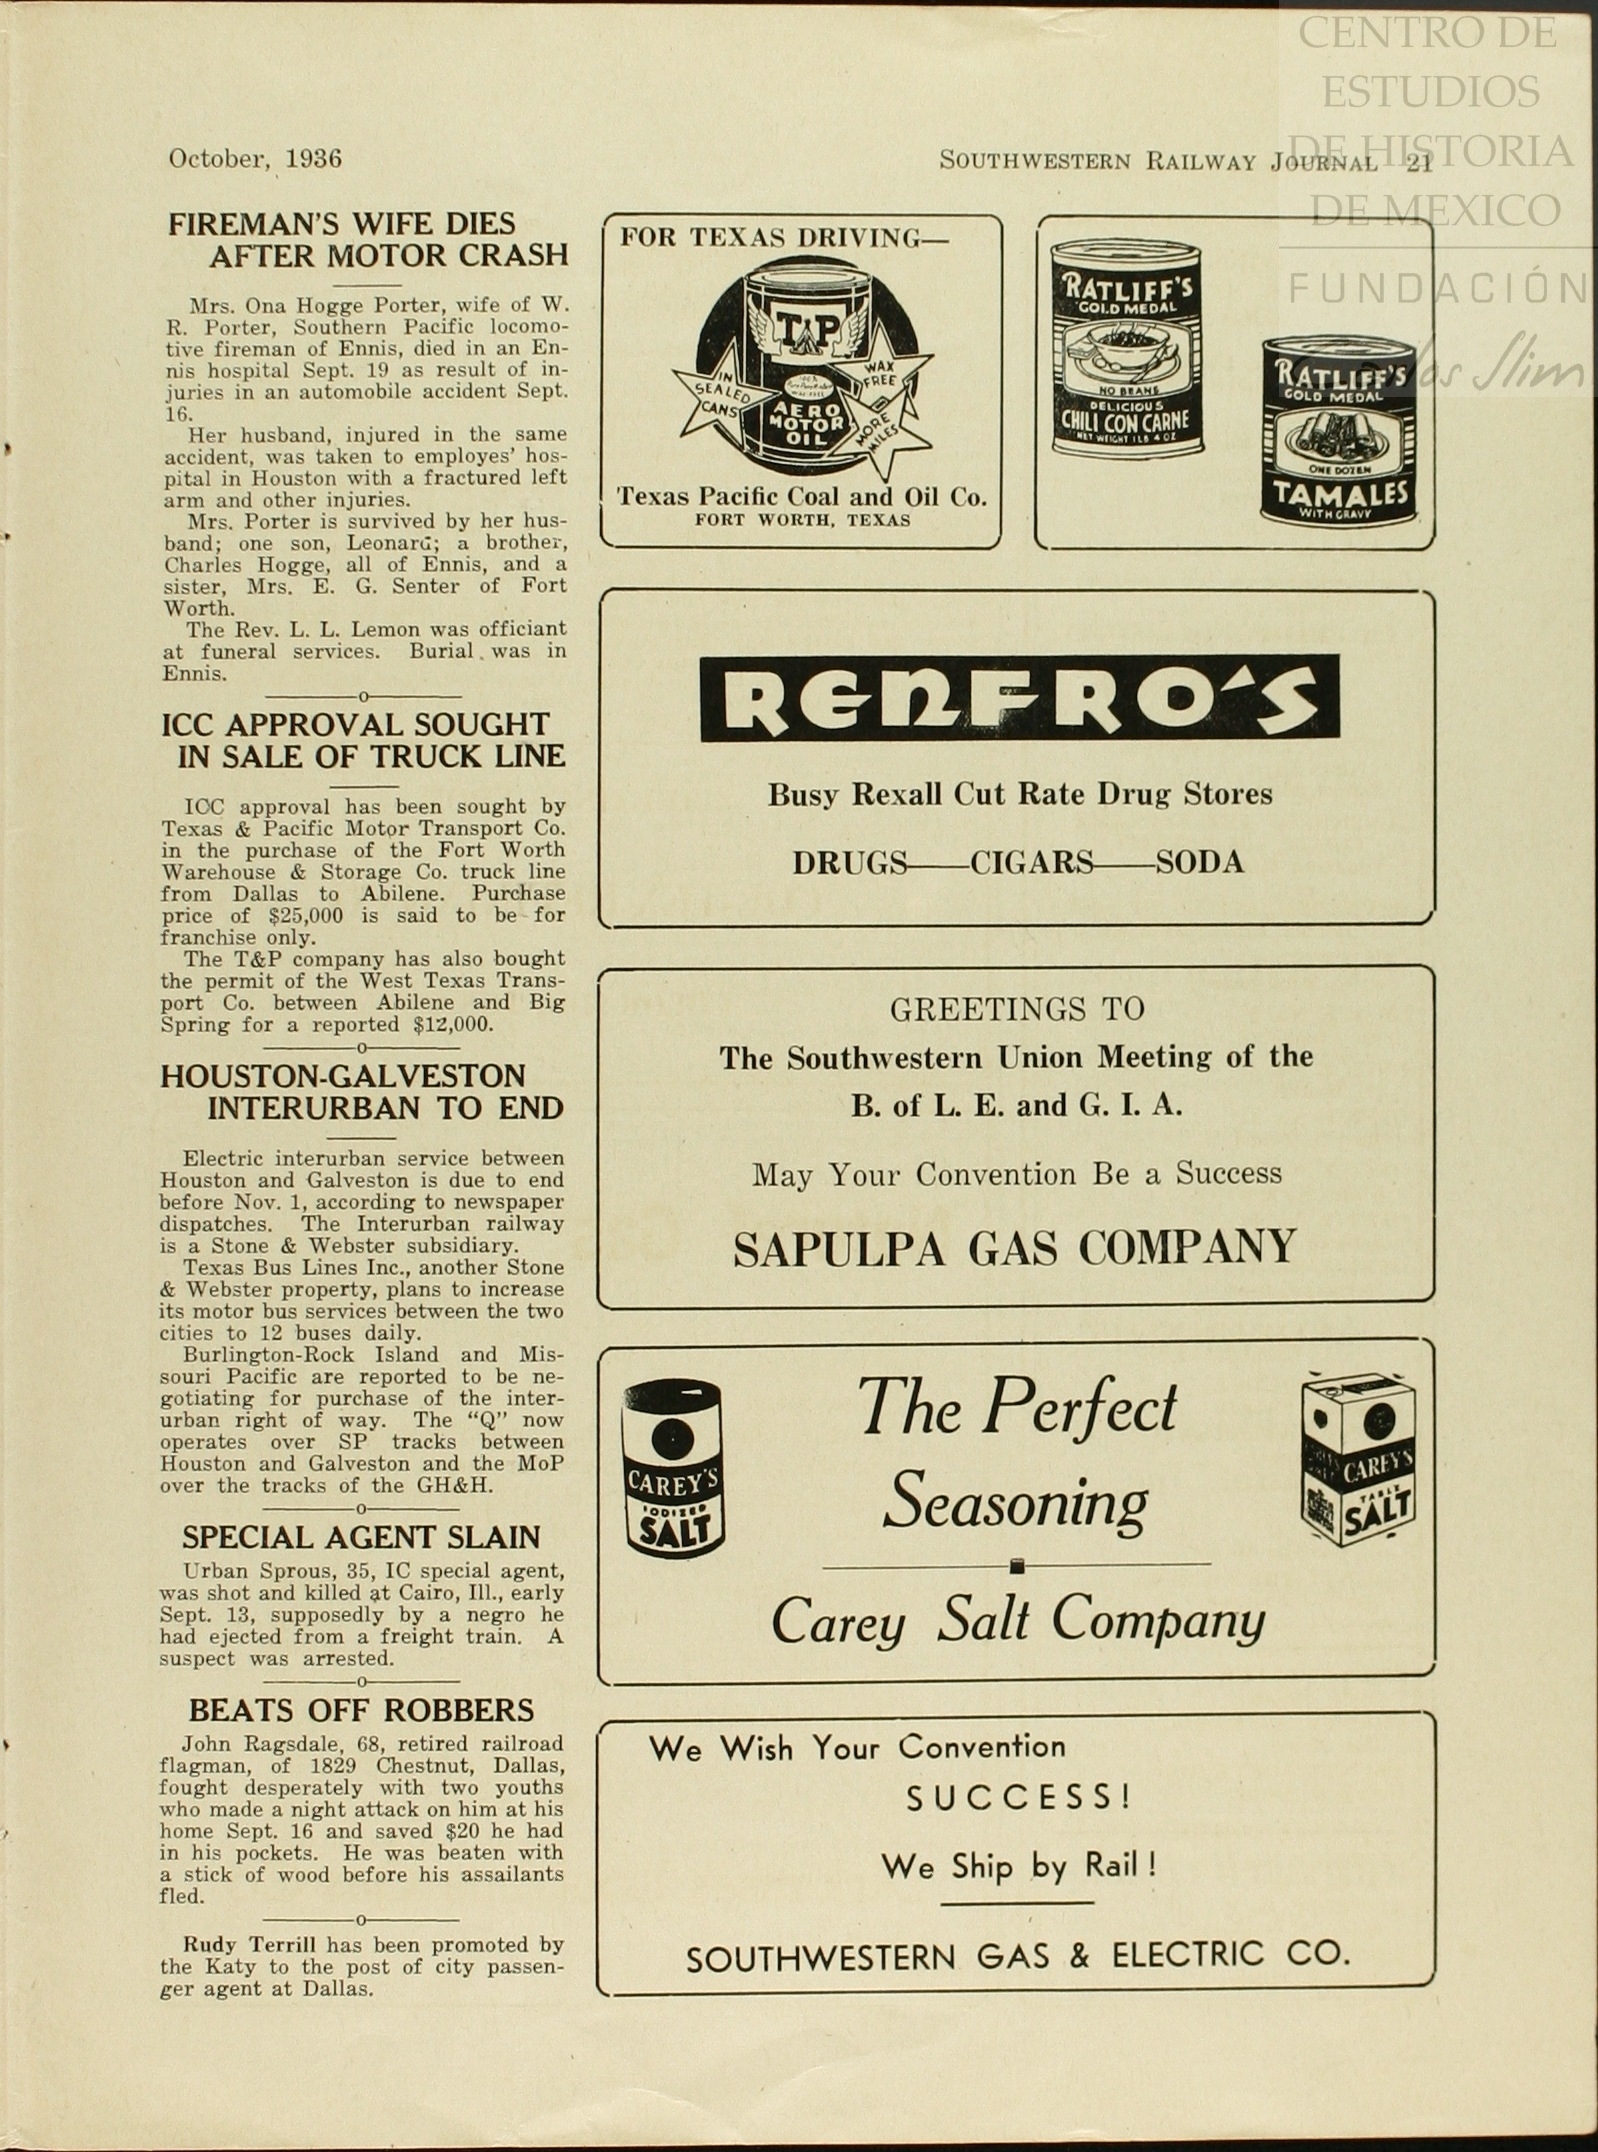 CENTRO DE
ESTUDIOS
DE HISTORIA
DE MEXICO
FUNDACIÓN
Carlos Slim
October, 1936
SOUTHWESTERN RAILWAY JOURNAL 21
FIREMAN'S WIFE DIES
AFTER MOTOR CRASH
Mrs. Ona Hogge Porter, wife of W.
R. Porter, Southern Pacific locomo-
tive fireman of Ennis, died in an En-
nis hospital Sept. 19 as result of in-
juries in an automobile accident Sept.
16.
Her husband, injured in the same
accident, was taken to employes' hos-
pital in Houston with a fractured left
arm and other injuries.
Mrs. Porter is survived by her hus-
band; one son, Leonard; a brother,
Charles Hogge, all of Ennis, and a
sister, Mrs. E. G. Senter of Fort
Worth.
The Rev. L. L. Lemon was officiant
at funeral services. Burial was in
Ennis.
ICC APPROVAL SOUGHT
IN SALE OF TRUCK LINE
ICC approval has been sought by
Texas & Pacific Motor Transport Co.
in the purchase of the Fort Worth
Warehouse & Storage Co. truck line
from Dallas to Abilene. Purchase
price of $25,000 is said to be for
franchise only.
The T&P company has also bought
the permit of the West Texas Trans-
port Co. between Abilene and Big
Spring for a reported $12,000.
HOUSTON-GALVESTON
INTERURBAN TO END
Electric interurban service between
Houston and Galveston is due to end
before Nov. 1, according to newspaper
dispatches. The Interurban railway
is a Stone & Webster subsidiary.
Texas Bus Lines Inc., another Stone
& Webster property, plans to increase
its motor bus services between the two
cities to 12 buses daily.
Burlington-Rock Island and Mis-
souri Pacific are reported to be ne-
gotiating for purchase of the inter-
urban right of way. The "Q" now
operates over SP tracks between
Houston and Galveston and the MoP
over the tracks of the GH&H.
SPECIAL AGENT SLAIN
Urban Sprous, 35, IC special agent,
was shot and killed at Cairo, Ill., early
Sept. 13, supposedly by a negro he
had ejected from a freight train. A
suspect was arrested.
BEATS OFF ROBBERS
John Ragsdale, 68, retired railroad
flagman, of 1829 Chestnut, Dallas,
fought desperately with two youths
who made a night attack on him at his
home Sept. 16 and saved $20 he had
in his pockets. He was beaten with
a stick of wood before his assailants
fled.
Rudy Terrill has been promoted by
the Katy to the post of city passen-
ger agent at Dallas.
FOR TEXAS DRIVING—
T P
IN
SEALED
CANS
WAX
FREE
AERO
MOTOR
OIL
MORE
MILES
Texas Pacific Coal and Oil Co.
FORT WORTH, TEXAS
RATLIFF'S
GOLD MEDAL
NO BEANS
DELICIOUS
CHILI CON CARNE
NET WEIGHT 1 LB 4 OZ
RATLIFF'S
GOLD MEDAL
ONE DOZEN
TAMALES
WITH GRAVY
RENFRO'S
Busy Rexall Cut Rate Drug Stores
DRUGS——CIGARS——SODA
GREETINGS TO
The Southwestern Union Meeting of the
B. of L. E. and G. I. A.
May Your Convention Be a Success
SAPULPA GAS COMPANY
CAREY'S
IODIZED
SALT
The Perfect
Seasoning
CAREY'S
TABLE
SALT
Carey Salt Company
We Wish Your Convention
SUCCESS!
We Ship by Rail!
SOUTHWESTERN GAS & ELECTRIC CO.